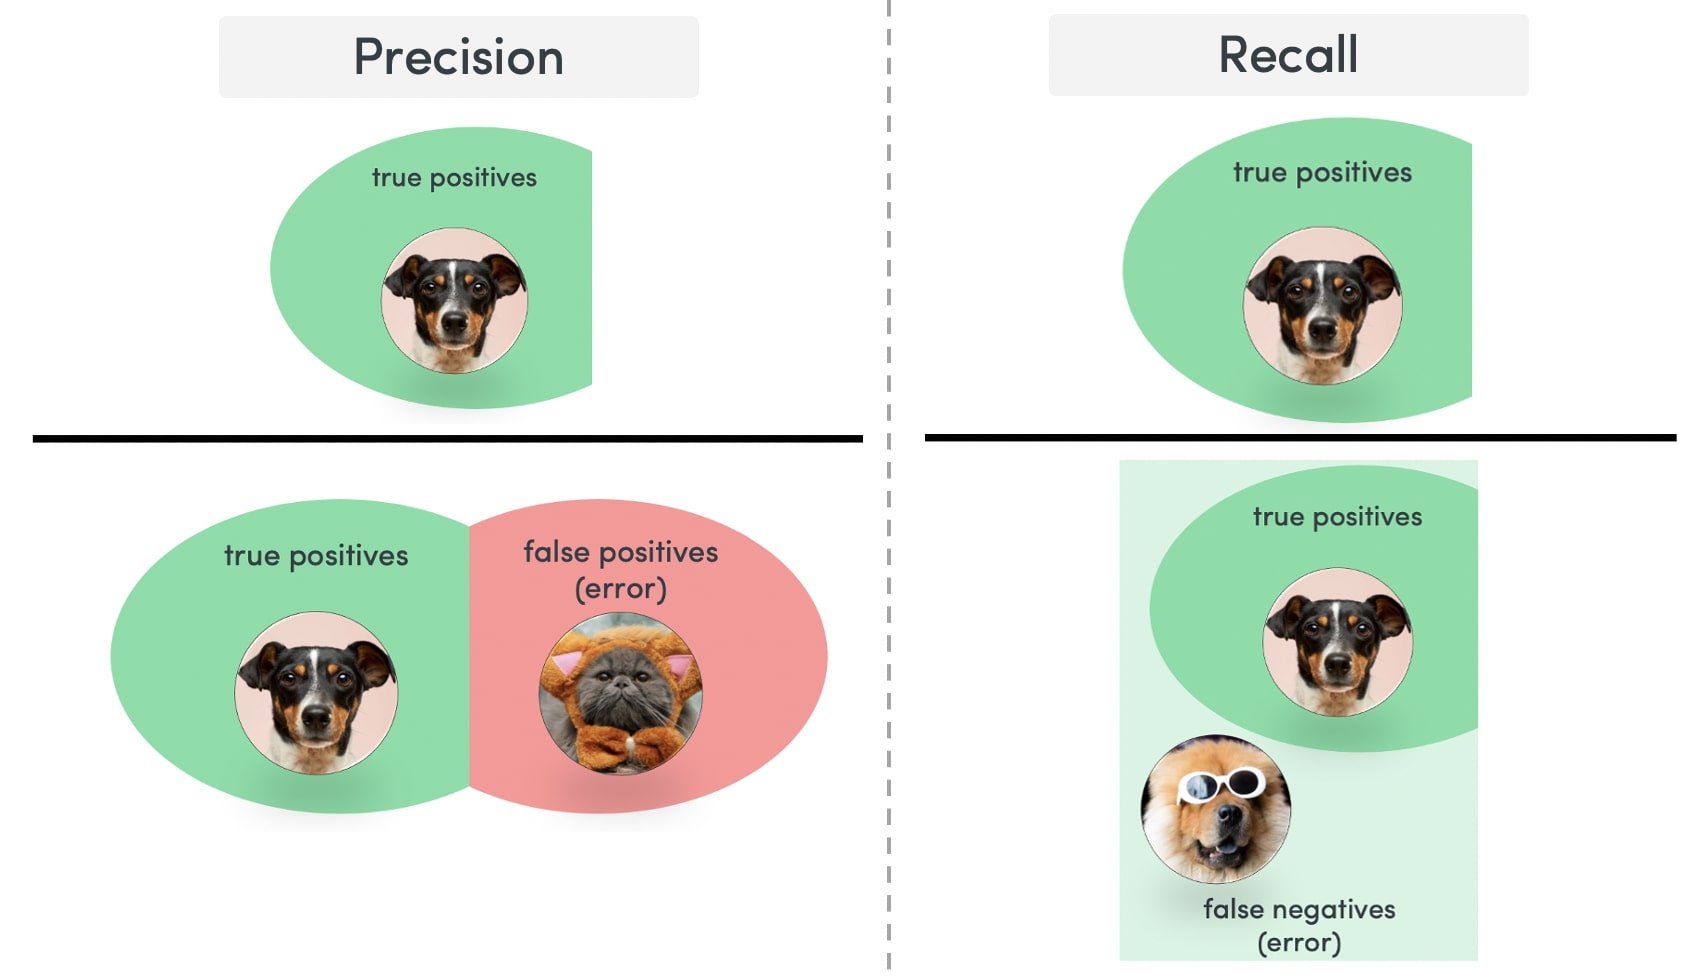 Precision
true positives
true positives
false positives
(error)
Recall
true positives
true positives
false negatives
(error)